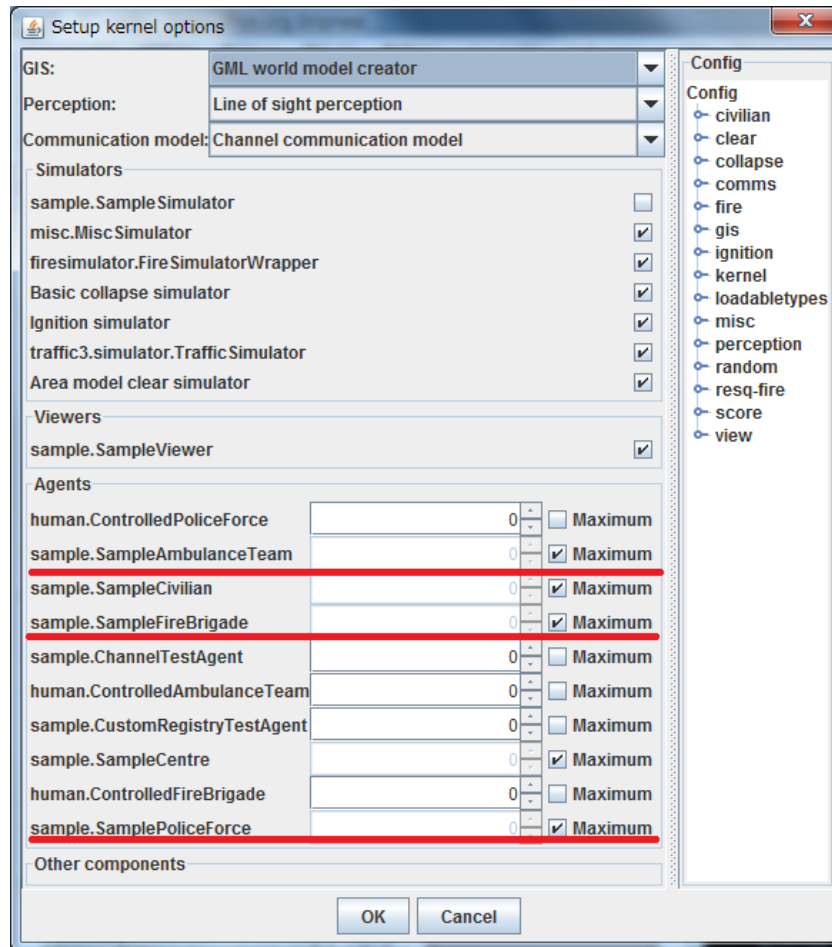 Setup kernel options
GIS: GML world model creator
Perception: Line of sight perception
Communication model: Channel communication model
Simulators
sample.SampleSimulator
misc.MiscSimulator
firesimulator.FireSimulatorWrapper
Basic collapse simulator
Ignition simulator
traffic3.simulator.TrafficSimulator
Area model clear simulator
Viewers
sample.SampleViewer
Agents
human.ControlledPoliceForce 0 Maximum
sample.SampleAmbulanceTeam 0 Maximum
sample.SampleCivilian 0 Maximum
sample.SampleFireBrigade 0 Maximum
sample.ChannelTestAgent 0 Maximum
human.ControlledAmbulanceTeam 0 Maximum
sample.CustomRegistryTestAgent 0 Maximum
sample.SampleCentre 0 Maximum
human.ControlledFireBrigade 0 Maximum
sample.SamplePoliceForce 0 Maximum
Other components
OK Cancel
Config
Config
civilian
clear
collapse
comms
fire
gis
ignition
kernel
loadabletypes
misc
perception
random
resq-fire
score
view